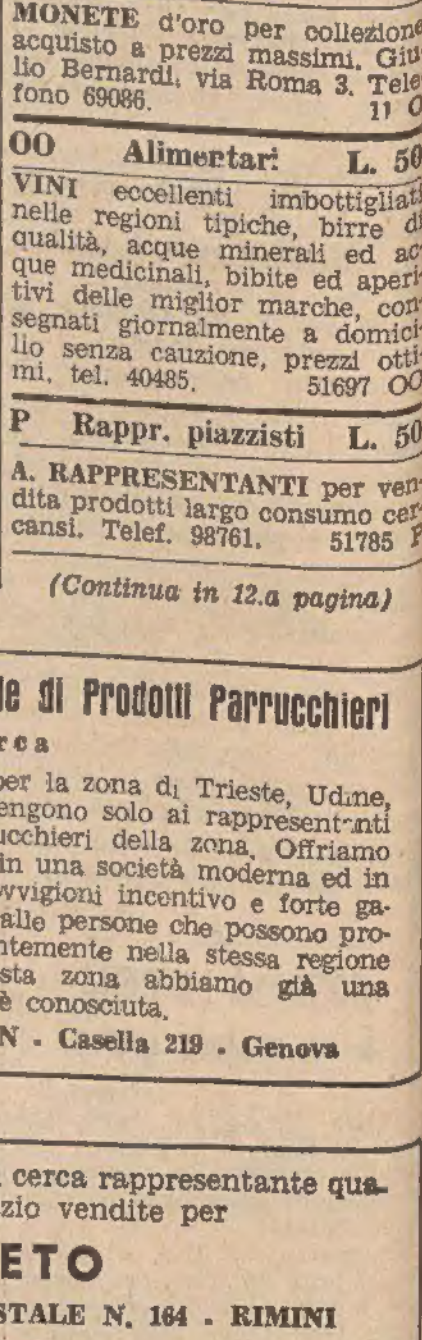 MONETE d'oro per collezione
acquisto a prezzi massimi. Giu-
lio Bernardi, via Roma 3. Tele-
fono 69086. 11 O
OO Alimentari L. 50
VINI eccellenti imbottigliati
nelle regioni tipiche, birre di
qualità, acque minerali ed ac-
que medicinali, bibite ed aperi-
tivi delle miglior marche, con-
segnati giornalmente a domici-
lio senza cauzione, prezzi otti-
mi, tel. 40485. 51697 OO
P Rappr. piazzisti L. 50
A. RAPPRESENTANTI per ven-
dita prodotti largo consumo cer-
cansi. Telef. 98761. 51785 P
(Continua in 12.a pagina)
le di Prodotti Parrucchieri
rca
per la zona di Trieste, Udine,
engono solo ai rappresentanti
ucchieri della zona. Offriamo
in una società moderna ed in
vvigioni incentivo e forte ga-
alle persone che possono pro-
ntemente nella stessa regione
sta zona abbiamo già una
è conosciuta.
N - Casella 219 - Genova
cerca rappresentante qua-
zio vendite per
ETO
STALE N. 164 - RIMINI